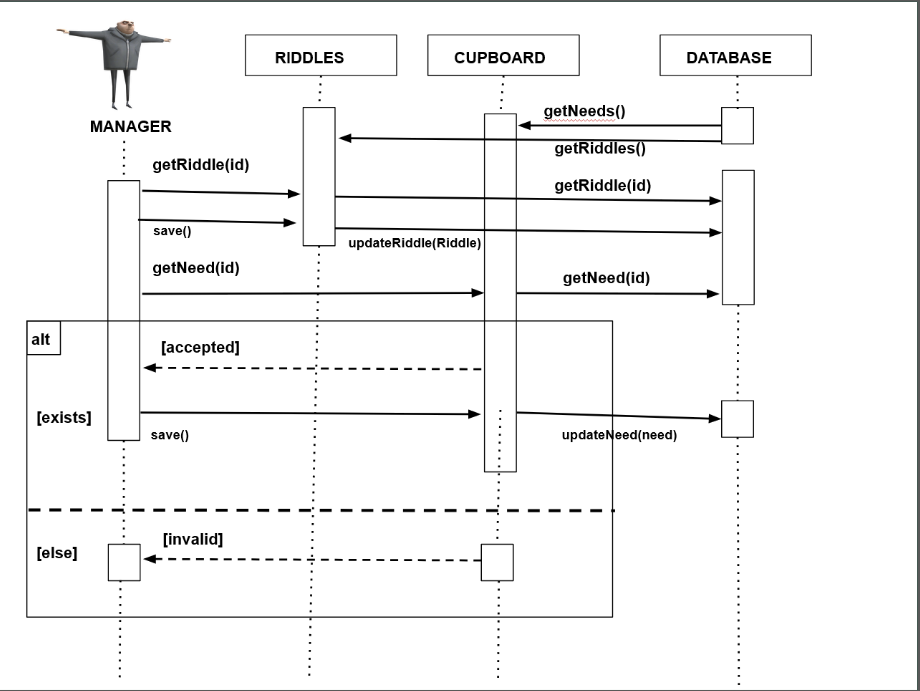 RIDDLES
CUPBOARD
DATABASE
MANAGER
getNeeds()
getRiddles()
getRiddle(id)
getRiddle(id)
save()
updateRiddle(Riddle)
getNeed(id)
getNeed(id)
alt
[accepted]
[exists]
save()
updateNeed(need)
[else]
[invalid]